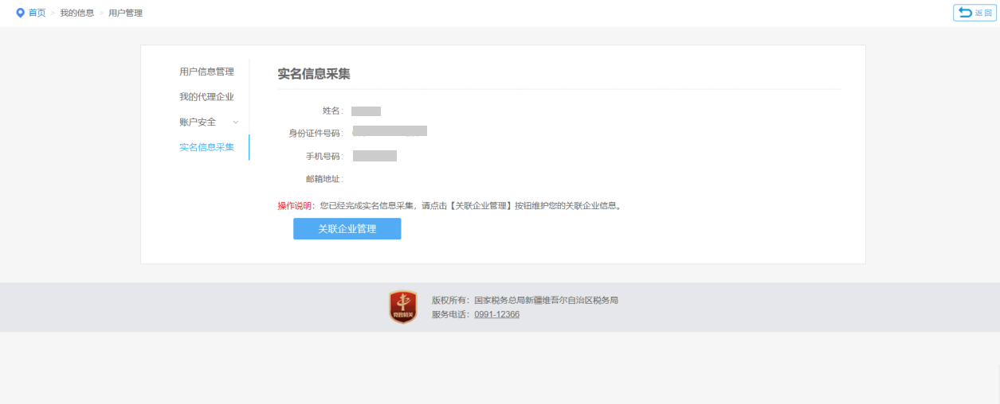 首页 > 我的信息 > 用户管理
返回
用户信息管理
我的代理企业
账户安全
实名信息采集
实名信息采集
姓名:
身份证件号码:
手机号码:
邮箱地址:
操作说明：您已经完成实名信息采集，请点击【关联企业管理】按钮维护您的关联企业信息。
关联企业管理
党政机关
版权所有：国家税务总局新疆维吾尔自治区税务局
服务电话：0991-12366